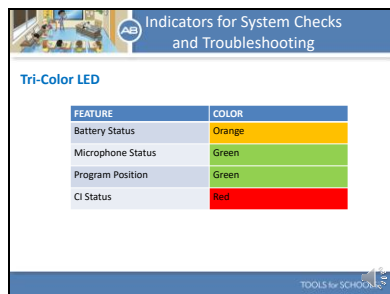 AB
Indicators for System Checks
and Troubleshooting
Tri-Color LED
FEATURE COLOR
Battery Status Orange
Microphone Status Green
Program Position Green
CI Status Red
TOOLS for SCHOOLS